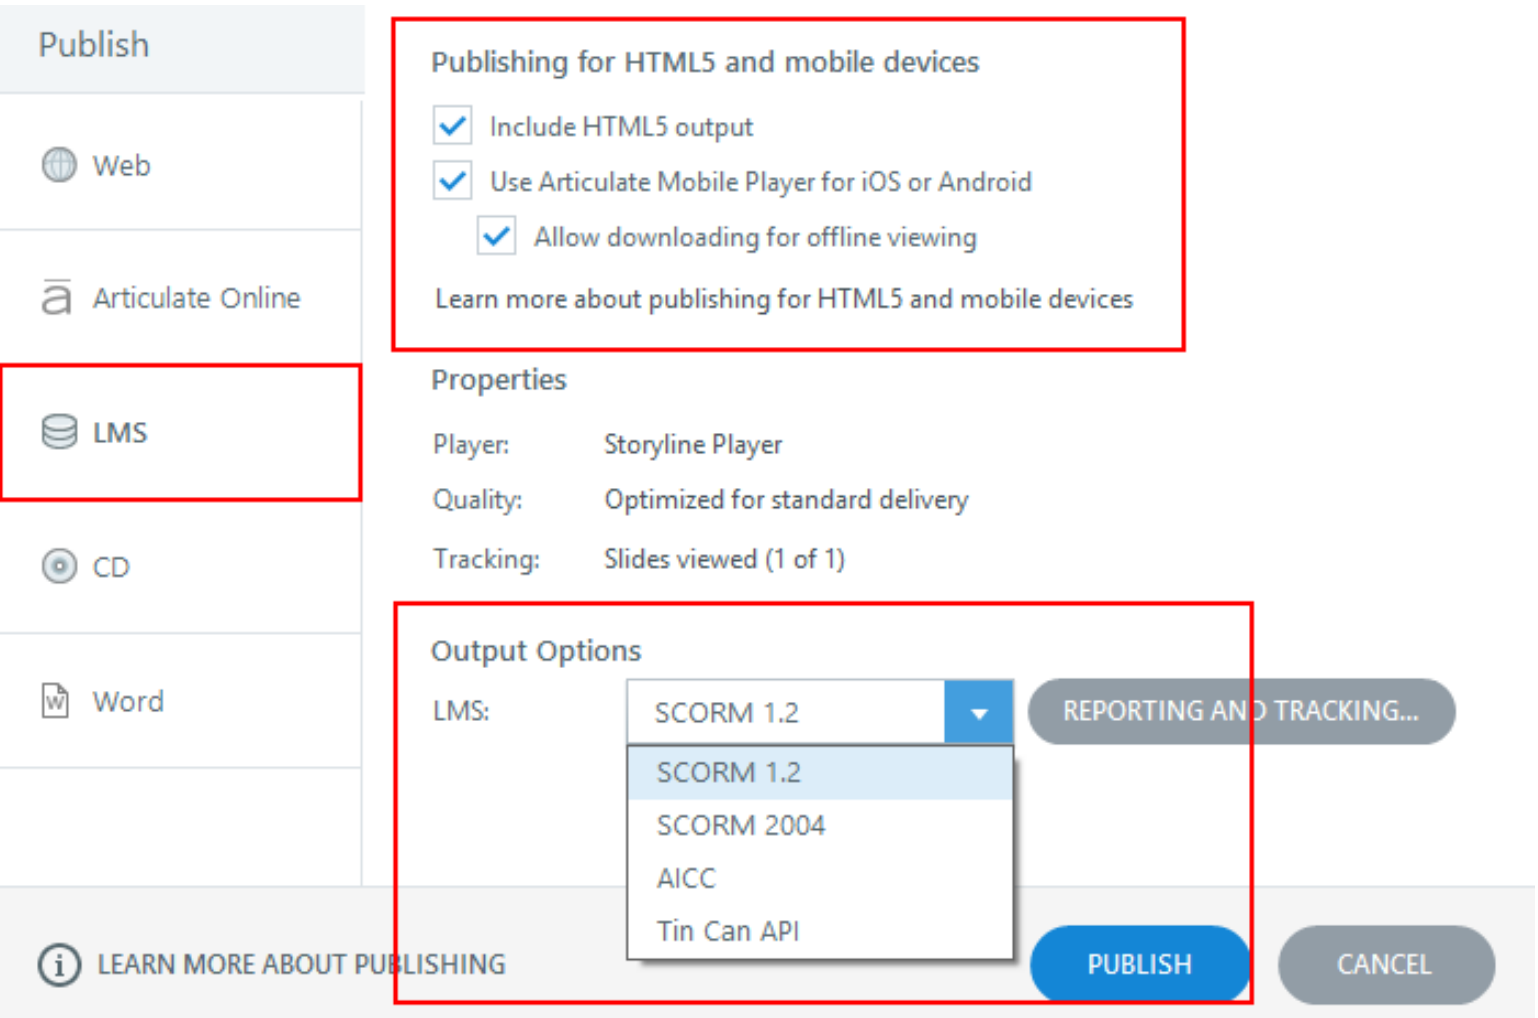 Publish
Web
Articulate Online
LMS
CD
Word
Publishing for HTML5 and mobile devices
Include HTML5 output
Use Articulate Mobile Player for iOS or Android
Allow downloading for offline viewing
Learn more about publishing for HTML5 and mobile devices
Properties
Player: Storyline Player
Quality: Optimized for standard delivery
Tracking: Slides viewed (1 of 1)
Output Options
LMS: SCORM 1.2 REPORTING AND TRACKING...
SCORM 1.2
SCORM 2004
AICC
Tin Can API
LEARN MORE ABOUT PUBLISHING
PUBLISH
CANCEL